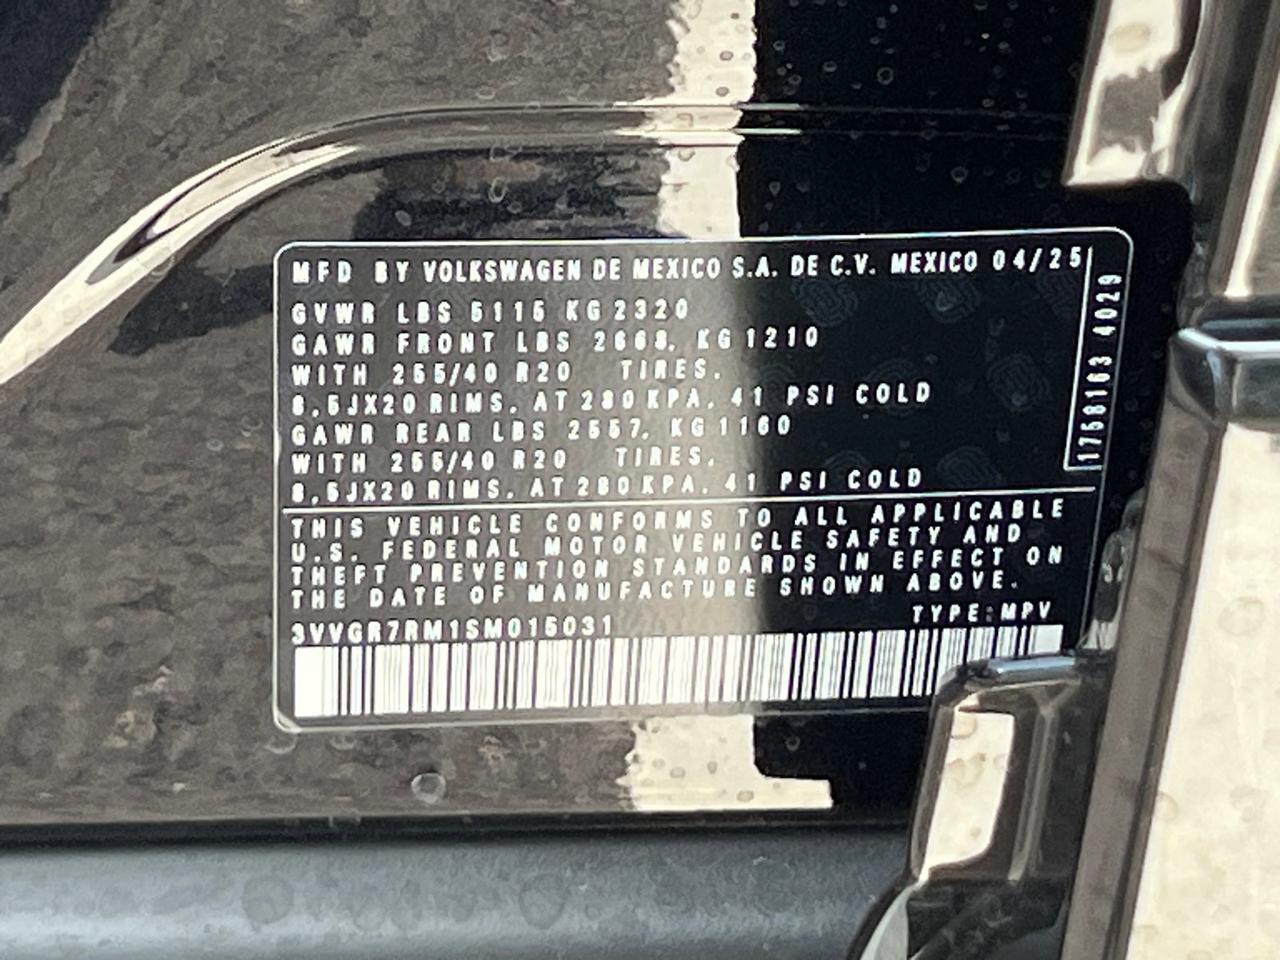 MFD BY VOLKSWAGEN DE MEXICO S.A. DE C.V. MEXICO 04/25
GVWR LBS 5115 KG 2320
GAWR FRONT LBS 2668, KG 1210
WITH 255/40 R20 TIRES,
8.5JX20 RIMS, AT 280 KPA, 41 PSI COLD
GAWR REAR LBS 2557, KG 1160
WITH 255/40 R20 TIRES,
8.5JX20 RIMS, AT 280 KPA, 41 PSI COLD
1758163 4029
THIS VEHICLE CONFORMS TO ALL APPLICABLE
U.S. FEDERAL MOTOR VEHICLE SAFETY AND
THEFT PREVENTION STANDARDS IN EFFECT ON
THE DATE OF MANUFACTURE SHOWN ABOVE.
TYPE:MPV
3VVGR7RM1SM015031